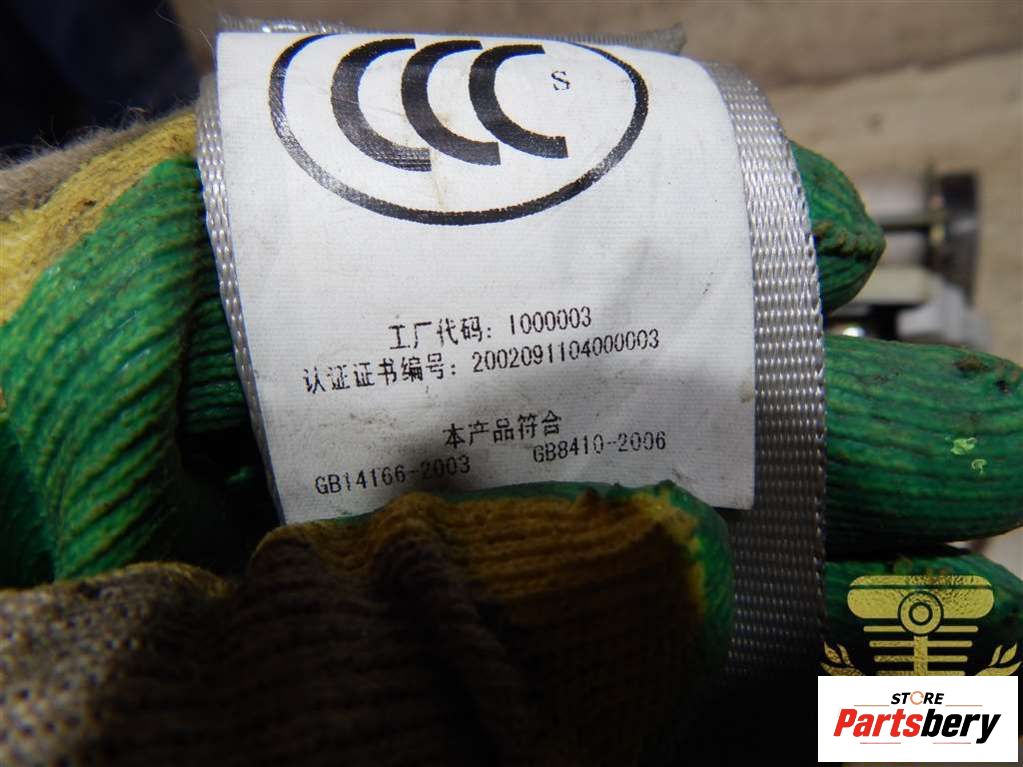 CCC S
工厂代码: 1000003
认证证书编号: 2002091104000003
本产品符合
GB14166-2003 GB8410-2006
STORE
Partsbery